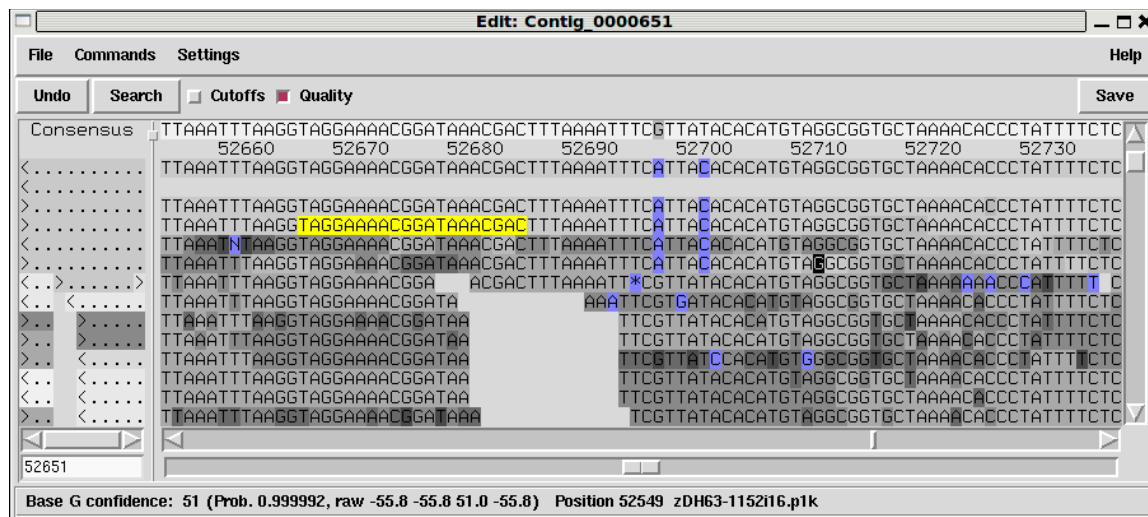 Edit: Contig_0000651
File Commands Settings Help
Undo Search Cutoffs Quality Save
Consensus TTAAATTTAAGGTAGGAAAACGGATAAACGACTTTAAAATTTCGTTATACACATGTAGGCGGTGCTAAAACACCCTATTTTCTC
52660 52670 52680 52690 52700 52710 52720 52730
<.......... TTAAATTTAAGGTAGGAAAACGGATAAACGACTTTAAAATTTCATTACACACATGTAGGCGGTGCTAAAACACCCTATTTTCTC
<..........
>.......... TTAAATTTAAGGTAGGAAAACGGATAAACGACTTTAAAATTTCATTACACACATGTAGGCGGTGCTAAAACACCCTATTTTCTC
>.......... TTAAATTTAAGGTAGGAAAACGGATAAACGACTTTAAAATTTCATTACACACATGTAGGCGGTGCTAAAACACCCTATTTTCTC
<.......... TTAAATNTAAGGTAGGAAAACGGATAAACGACTTTAAAATTTCATTACACACATGTAGGCGGTGCTAAAACACCCTATTTTCTC
>.......... TTAAATTTAAGGTAGGAAAACGGATAAACGACTTTAAAATTTCATTACACACATGTAGGCGGTGCTAAAACACCCTATTTTCTC
<..>......> TTAAATTTAAGGTAGGAAAACGGA ACGACTTTAAAATT*CGTTATACACATGTAGGCGGTGCTAAAAAAACCCATTTTT
<.. <...... TTAAATTTAAGGTAGGAAAACGGATA AAATTCGTGATACACATGTAGGCGGTGCTAAAACACCCTATTTTCTC
>.. >..... TTAAATTTAAGGTAGGAAAACGGATAA TTCGTTATACACATGTAGGCGGTGCTAAAACACCCTATTTTCTC
>.. >..... TTAAATTTAAGGTAGGAAAACGGATAA TTCGTTATACACATGTAGGCGGTGCTAAAACACCCTATTTTCTC
>.. <..... TTAAATTTAAGGTAGGAAAACGGATAA TTCGTTATCCACATGTGGGCGGTGCTAAAACACCCTATTTTCTC
<.. <..... TTAAATTTAAGGTAGGAAAACGGATAA TTCGTTATACACATGTAGGCGGTGCTAAAACACCCTATTTTCTC
<.. <..... TTAAATTTAAGGTAGGAAAACGGATAA TTCGTTATACACATGTAGGCGGTGCTAAAACACCCTATTTTCTC
>.. <..... TTAAATTTAAGGTAGGAAAACGGATAAA TCGTTATACACATGTAGGCGGTGCTAAAACACCCTATTTTCTC
52651
Base G confidence: 51 (Prob. 0.999992, raw -55.8 -55.8 51.0 -55.8) Position 52549 zDH63-1152i16.p1k